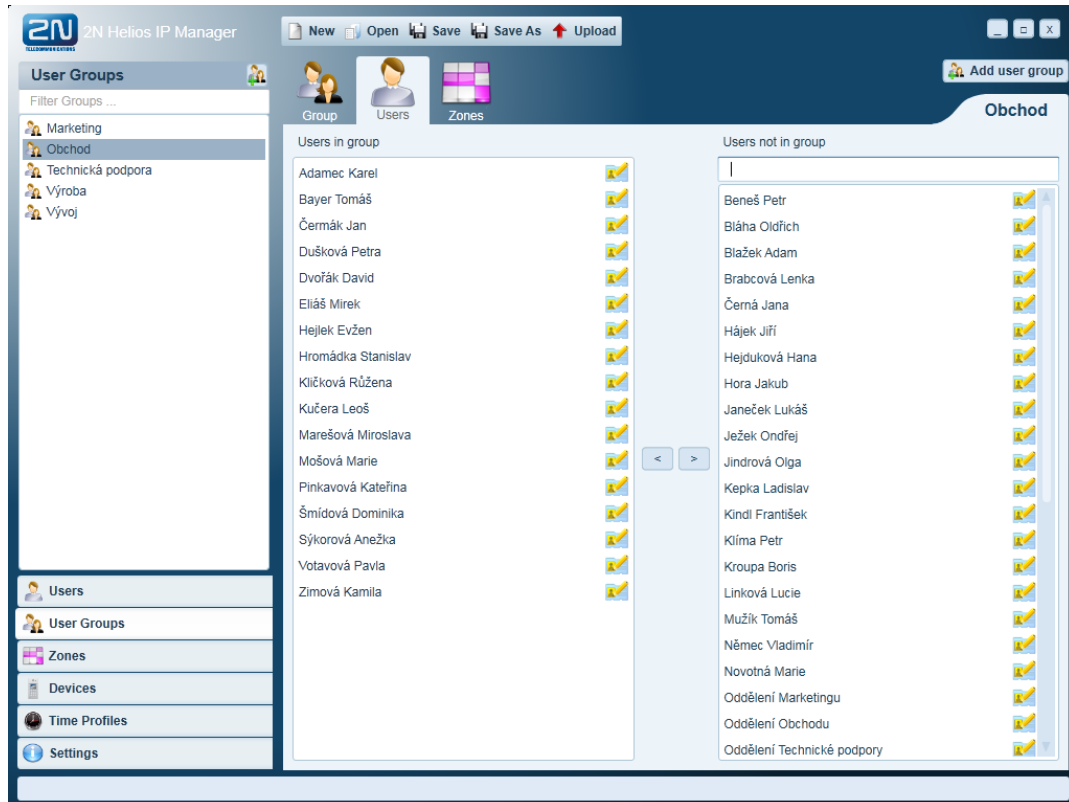 2N
TELECOMMUNICATIONS
2N Helios IP Manager
New Open Save Save As Upload
_ □ X
User Groups
Filter Groups ...
Marketing
Obchod
Technická podpora
Výroba
Vývoj
Users
User Groups
Zones
Devices
Time Profiles
Settings
Group Users Zones
Add user group
Obchod
Users in group
Adamec Karel
Bayer Tomáš
Čermák Jan
Dušková Petra
Dvořák David
Eliáš Mirek
Hejlek Evžen
Hromádka Stanislav
Kličková Růžena
Kučera Leoš
Marešová Miroslava
Mošová Marie
Pinkavová Kateřina
Šmídová Dominika
Sýkorová Anežka
Votavová Pavla
Zimová Kamila
< >
Users not in group
Beneš Petr
Bláha Oldřich
Blažek Adam
Brabcová Lenka
Černá Jana
Hájek Jiří
Hejduková Hana
Hora Jakub
Janeček Lukáš
Ježek Ondřej
Jindrová Olga
Kepka Ladislav
Kindl František
Klíma Petr
Kroupa Boris
Linková Lucie
Mužík Tomáš
Němec Vladimír
Novotná Marie
Oddělení Marketingu
Oddělení Obchodu
Oddělení Technické podpory